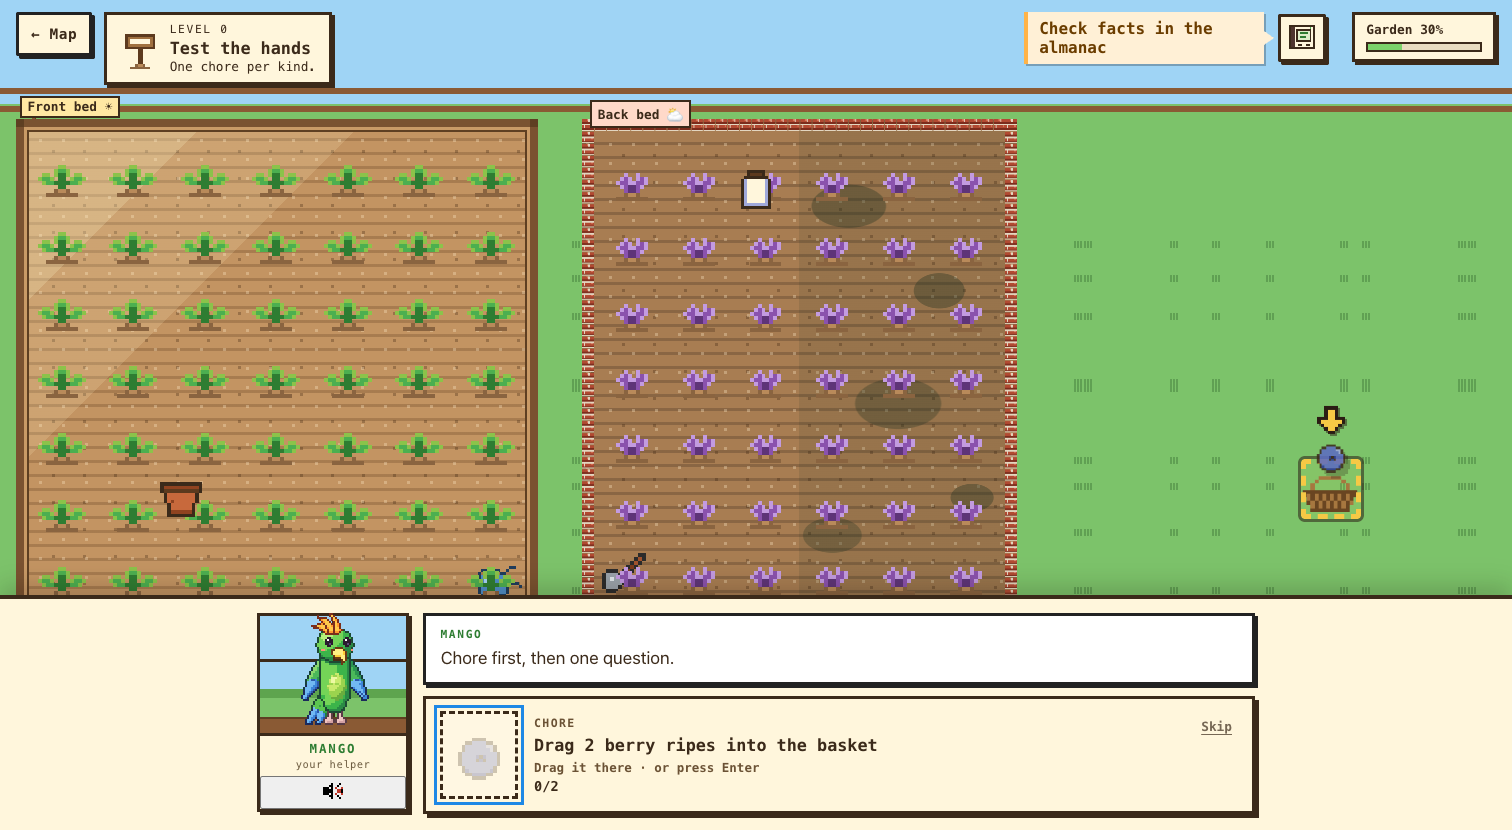 ← Map
LEVEL 0
Test the hands
One chore per kind.
Check facts in the
almanac
Garden 30%
Front bed ☀
Back bed ⛅
MANGO
Chore first, then one question.
MANGO
your helper
CHORE
Drag 2 berry ripes into the basket
Drag it there · or press Enter
0/2
Skip